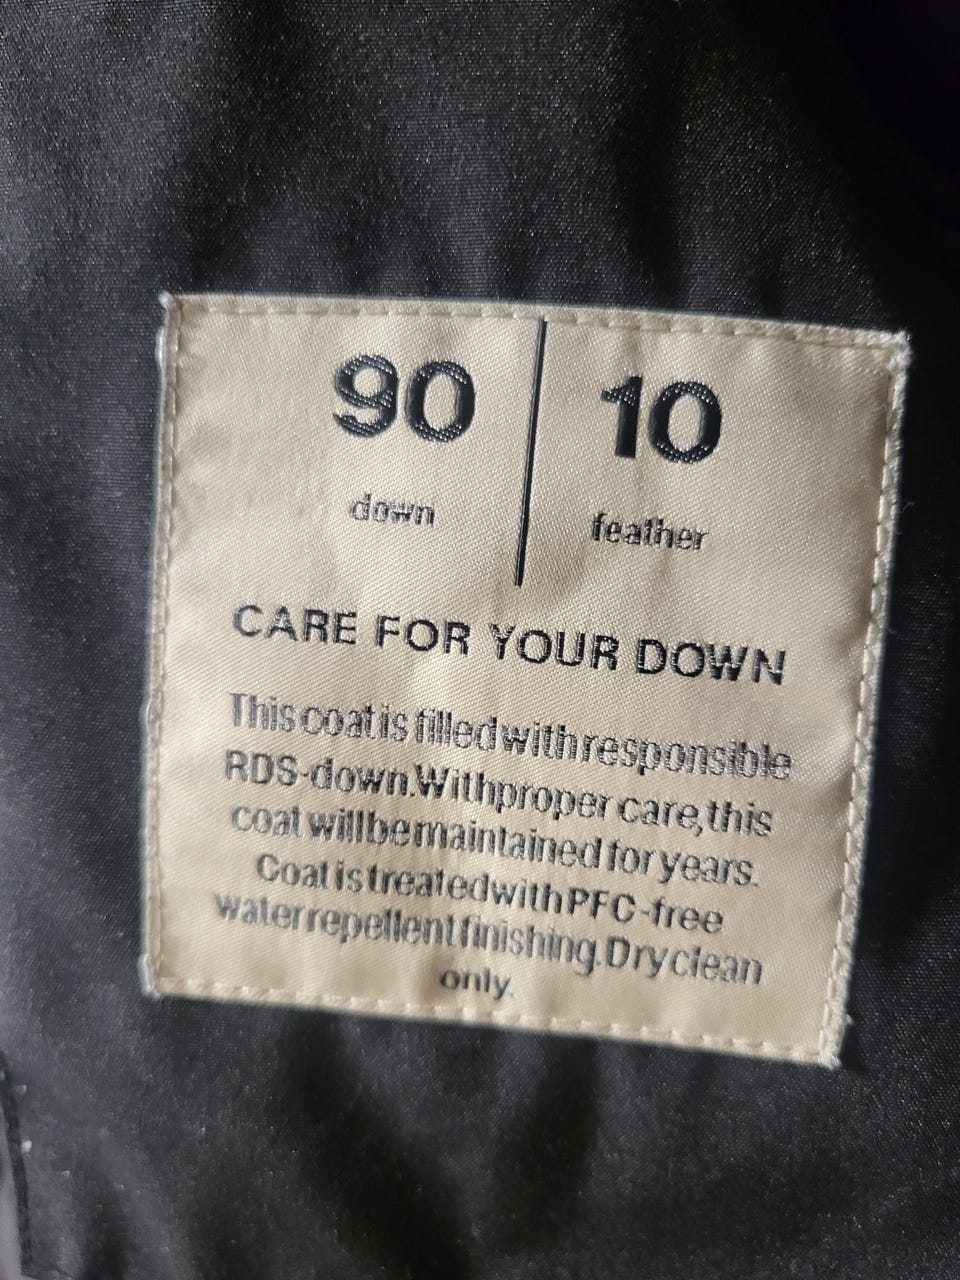 90 10
down feather
CARE FOR YOUR DOWN
This coat is filled with responsible
RDS-down. With proper care, this
coat will be maintained for years.
Coat is treated with PFC-free
water repellent finishing. Dry clean
only.